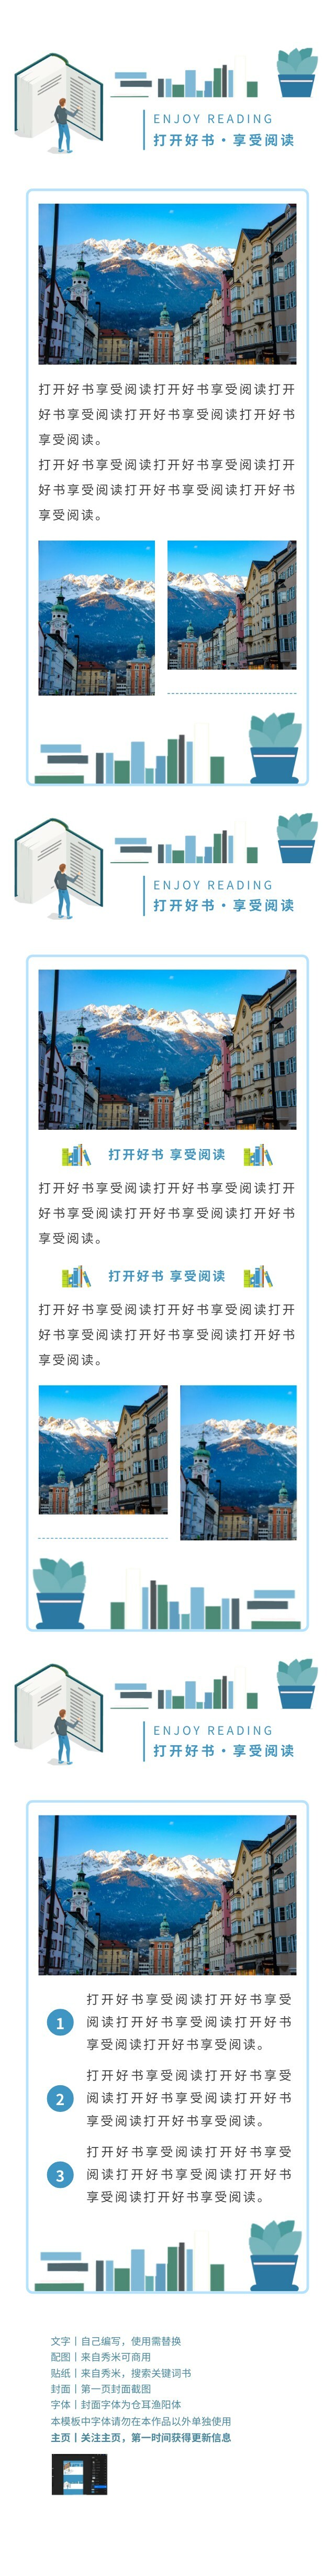 ENJOY READING
打开好书·享受阅读
打开好书享受阅读打开好书享受阅读打开
好书享受阅读打开好书享受阅读打开好书
享受阅读。
打开好书享受阅读打开好书享受阅读打开
好书享受阅读打开好书享受阅读打开好书
享受阅读。
ENJOY READING
打开好书·享受阅读
打开好书 享受阅读
打开好书享受阅读打开好书享受阅读打开
好书享受阅读打开好书享受阅读打开好书
享受阅读。
打开好书 享受阅读
打开好书享受阅读打开好书享受阅读打开
好书享受阅读打开好书享受阅读打开好书
享受阅读。
ENJOY READING
打开好书·享受阅读
1
打开好书享受阅读打开好书享受
阅读打开好书享受阅读打开好书
享受阅读打开好书享受阅读。
2
打开好书享受阅读打开好书享受
阅读打开好书享受阅读打开好书
享受阅读打开好书享受阅读。
3
打开好书享受阅读打开好书享受
阅读打开好书享受阅读打开好书
享受阅读打开好书享受阅读。
文字丨自己编写，使用需替换
配图丨来自秀米可商用
贴纸丨来自秀米，搜索关键词书
封面丨第一页封面截图
字体丨封面字体为仓耳渔阳体
本模板中字体请勿在本作品以外单独使用
主页丨关注主页，第一时间获得更新信息